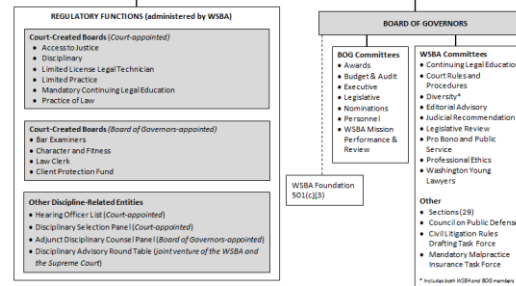 REGULATORY FUNCTIONS (administered by WSBA)
Court-Created Boards (Court-appointed)
• Access to Justice
• Disciplinary
• Limited License Legal Technician
• Limited Practice
• Mandatory Continuing Legal Education
• Practice of Law
Court-Created Boards (Board of Governors-appointed)
• Bar Examiners
• Character and Fitness
• Law Clerk
• Client Protection Fund
Other Discipline-Related Entities
• Hearing Officer List (Court-appointed)
• Disciplinary Selection Panel (Court-appointed)
• Adjunct Disciplinary Counsel Panel (Board of Governors-appointed)
• Disciplinary Advisory Round Table (joint venture of the WSBA and
the Supreme Court)
BOARD OF GOVERNORS
BOG Committees
• Awards
• Budget & Audit
• Executive
• Legislative
• Nominations
• Personnel
• WSBA Mission
Performance &
Review
WSBA Foundation
501(c)(3)
WSBA Committees
• Continuing Legal Education
• Court Rules and
Procedures
• Diversity*
• Editorial Advisory
• Judicial Recommendation
• Legislative Review
• Pro Bono and Public
Service
• Professional Ethics
• Washington Young
Lawyers
Other
• Sections (29)
• Council on Public Defense
• Civil Litigation Rules
Drafting Task Force
• Mandatory Malpractice
Insurance Task Force
* Includes both WSBA and BOG members